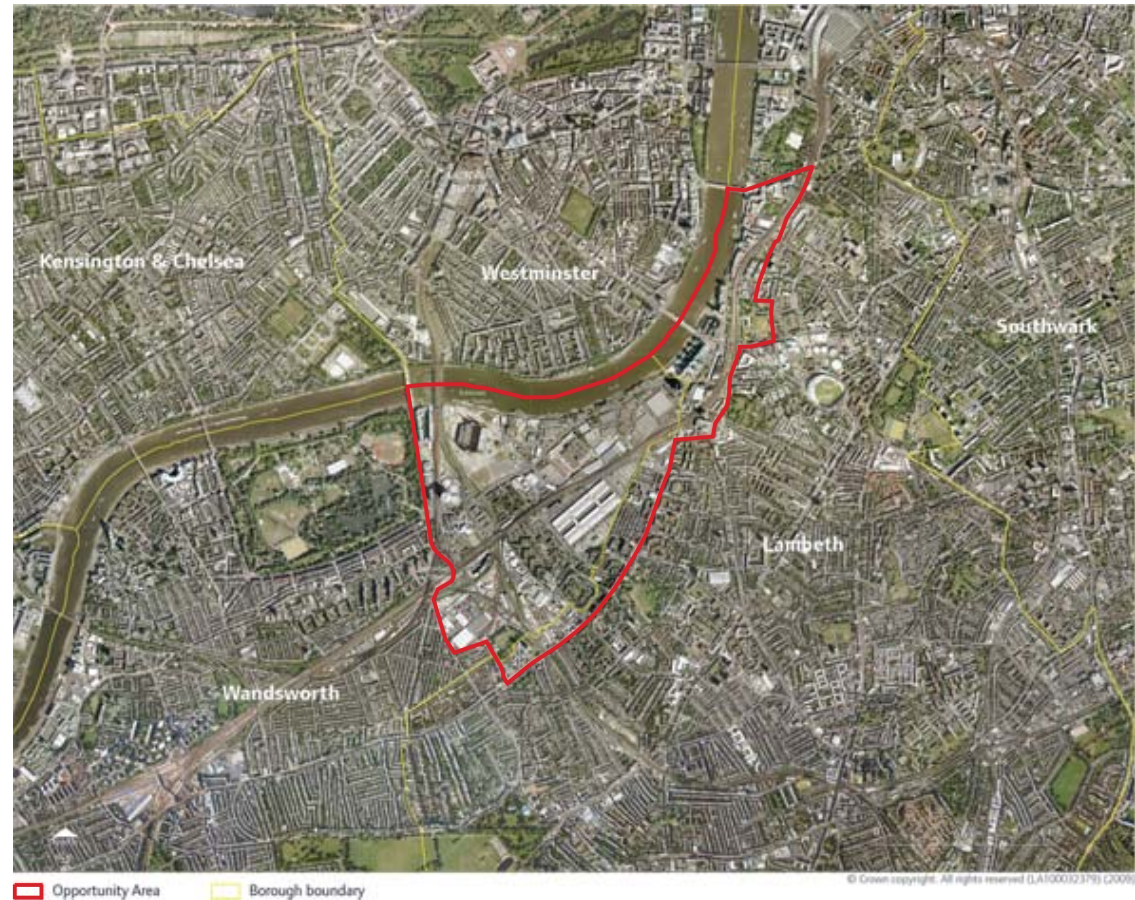 Kensington & Chelsea
Westminster
Southwark
Lambeth
Wandsworth
© Crown copyright. All rights reserved (LA100032379) (2009)
Opportunity Area
Borough boundary